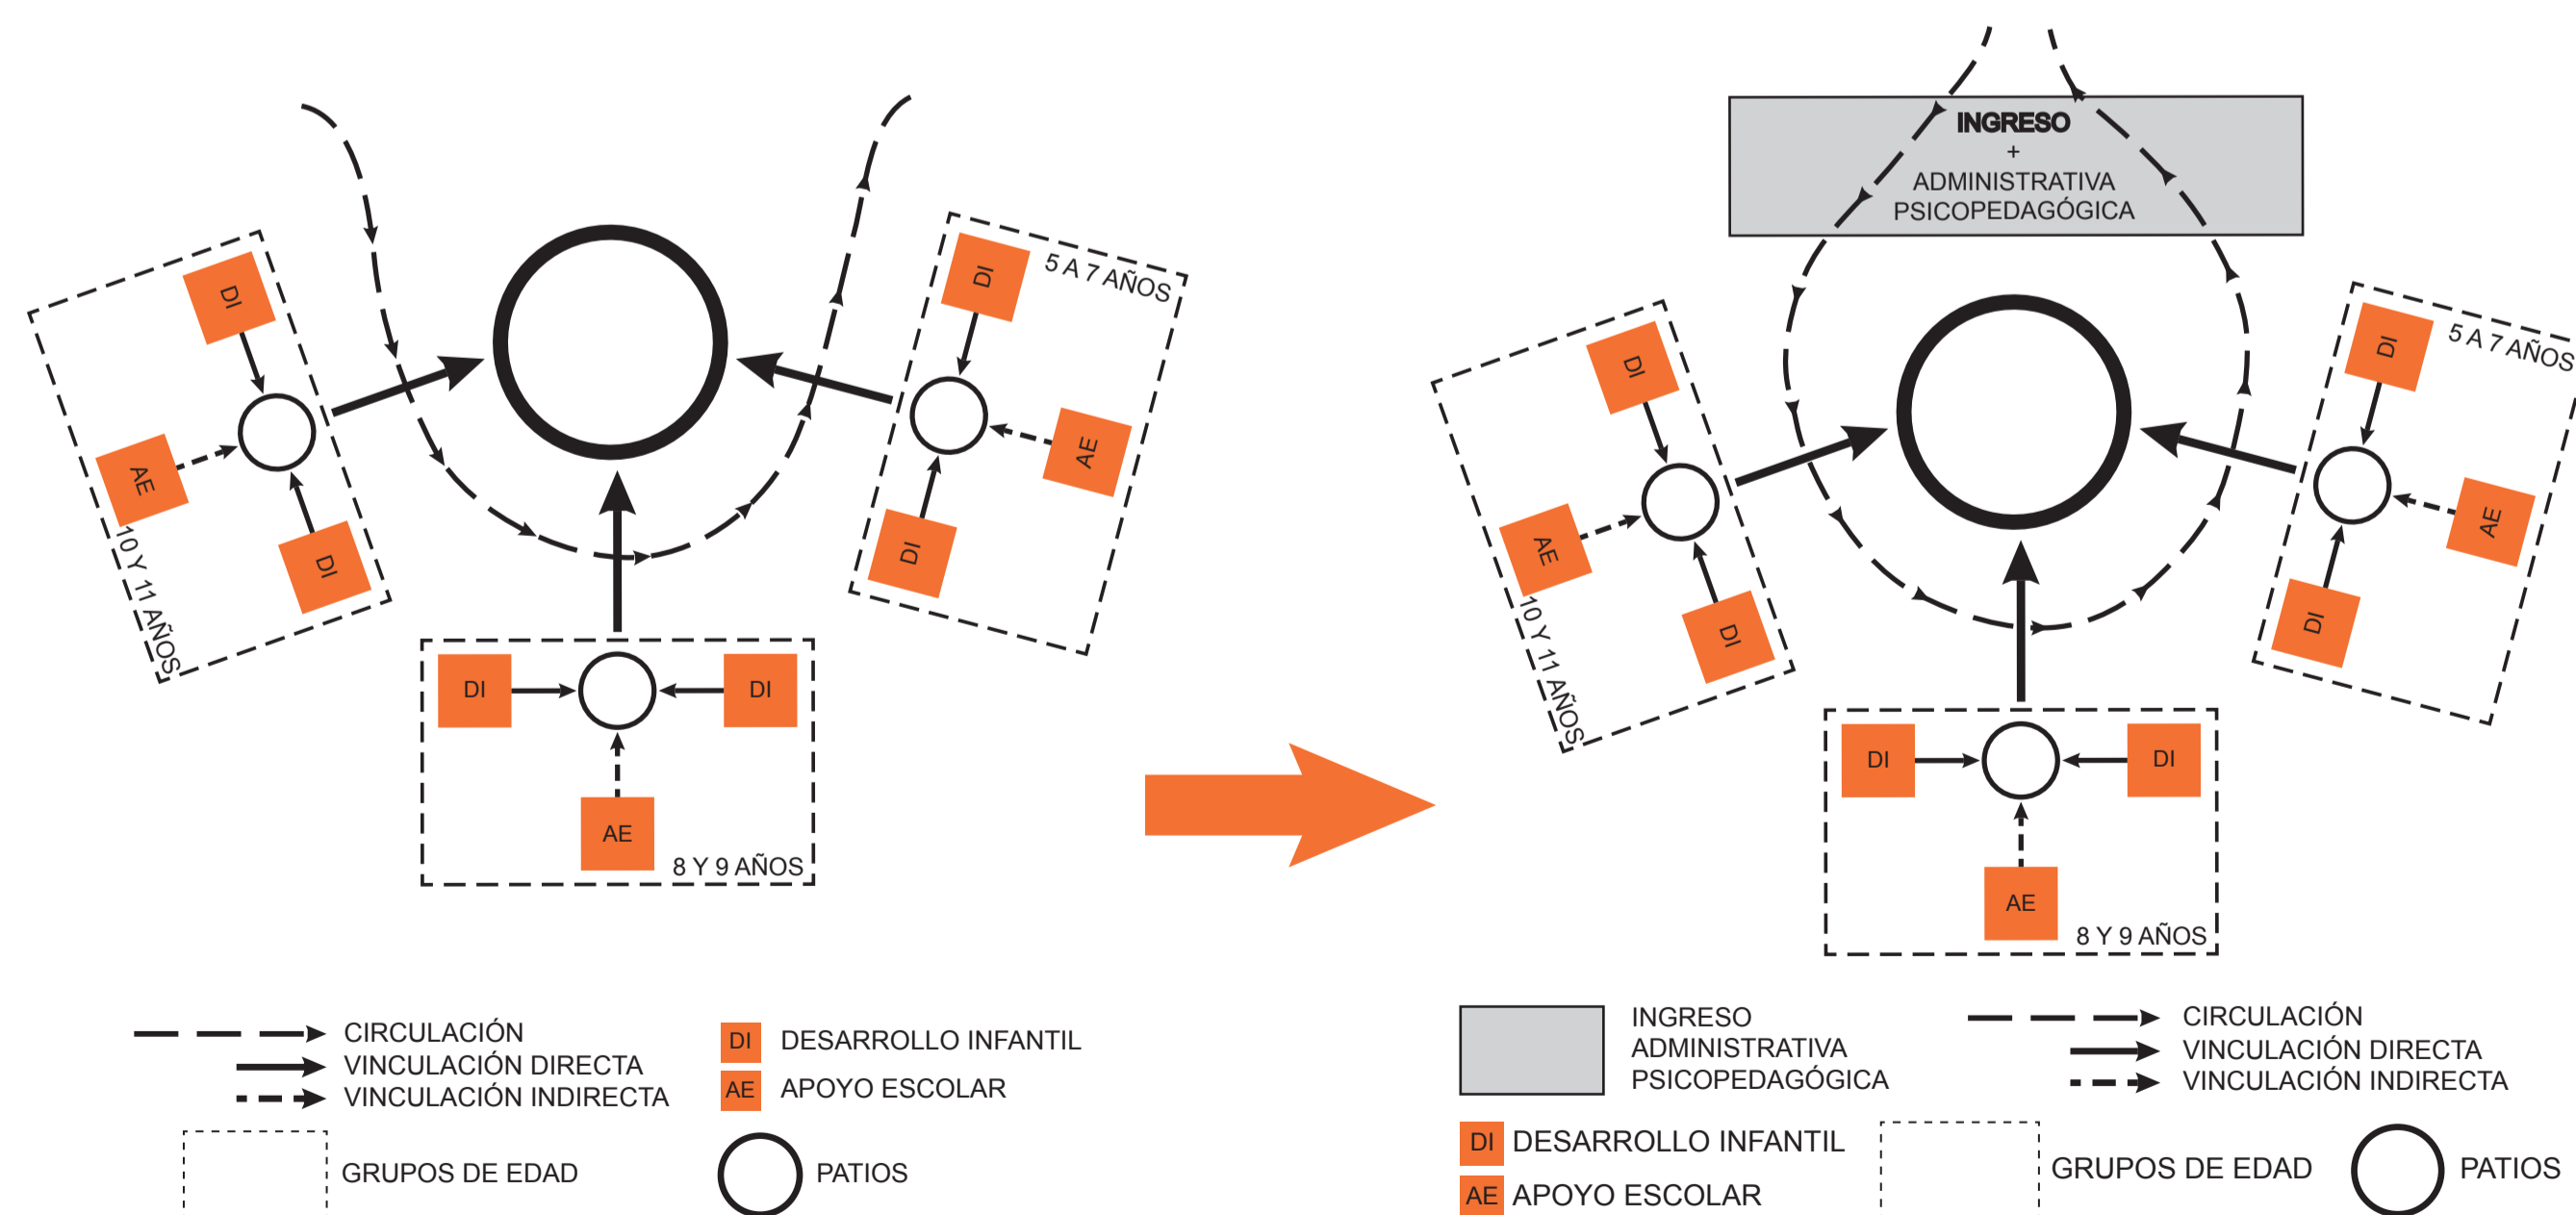 DI
AE
DI
10 Y 11 AÑOS
5 A 7 AÑOS
DI
AE
DI
DI
DI
AE
8 Y 9 AÑOS
CIRCULACIÓN
VINCULACIÓN DIRECTA
VINCULACIÓN INDIRECTA
GRUPOS DE EDAD
DI DESARROLLO INFANTIL
AE APOYO ESCOLAR
PATIOS
INGRESO
+
ADMINISTRATIVA
PSICOPEDAGÓGICA
DI
AE
DI
10 Y 11 AÑOS
5 A 7 AÑOS
DI
AE
DI
DI
DI
AE
8 Y 9 AÑOS
INGRESO
ADMINISTRATIVA
PSICOPEDAGÓGICA
CIRCULACIÓN
VINCULACIÓN DIRECTA
VINCULACIÓN INDIRECTA
DI DESARROLLO INFANTIL
AE APOYO ESCOLAR
GRUPOS DE EDAD
PATIOS